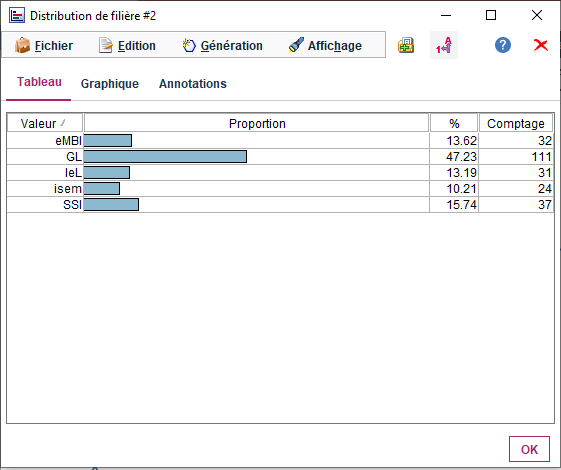 Distribution de filière #2
Fichier Edition Génération Affichage
Tableau Graphique Annotations
Valeur Proportion % Comptage
eMBI 13.62 32
GL 47.23 111
IeL 13.19 31
isem 10.21 24
SSI 15.74 37
OK